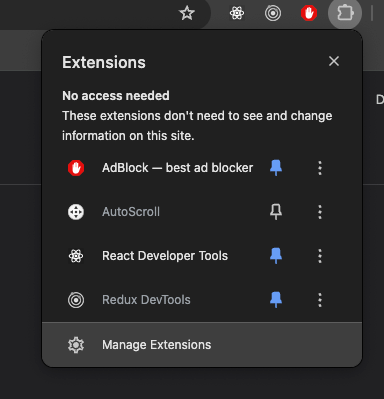 Extensions
No access needed
These extensions don't need to see and change
information on this site.
AdBlock — best ad blocker
AutoScroll
React Developer Tools
Redux DevTools
Manage Extensions
D